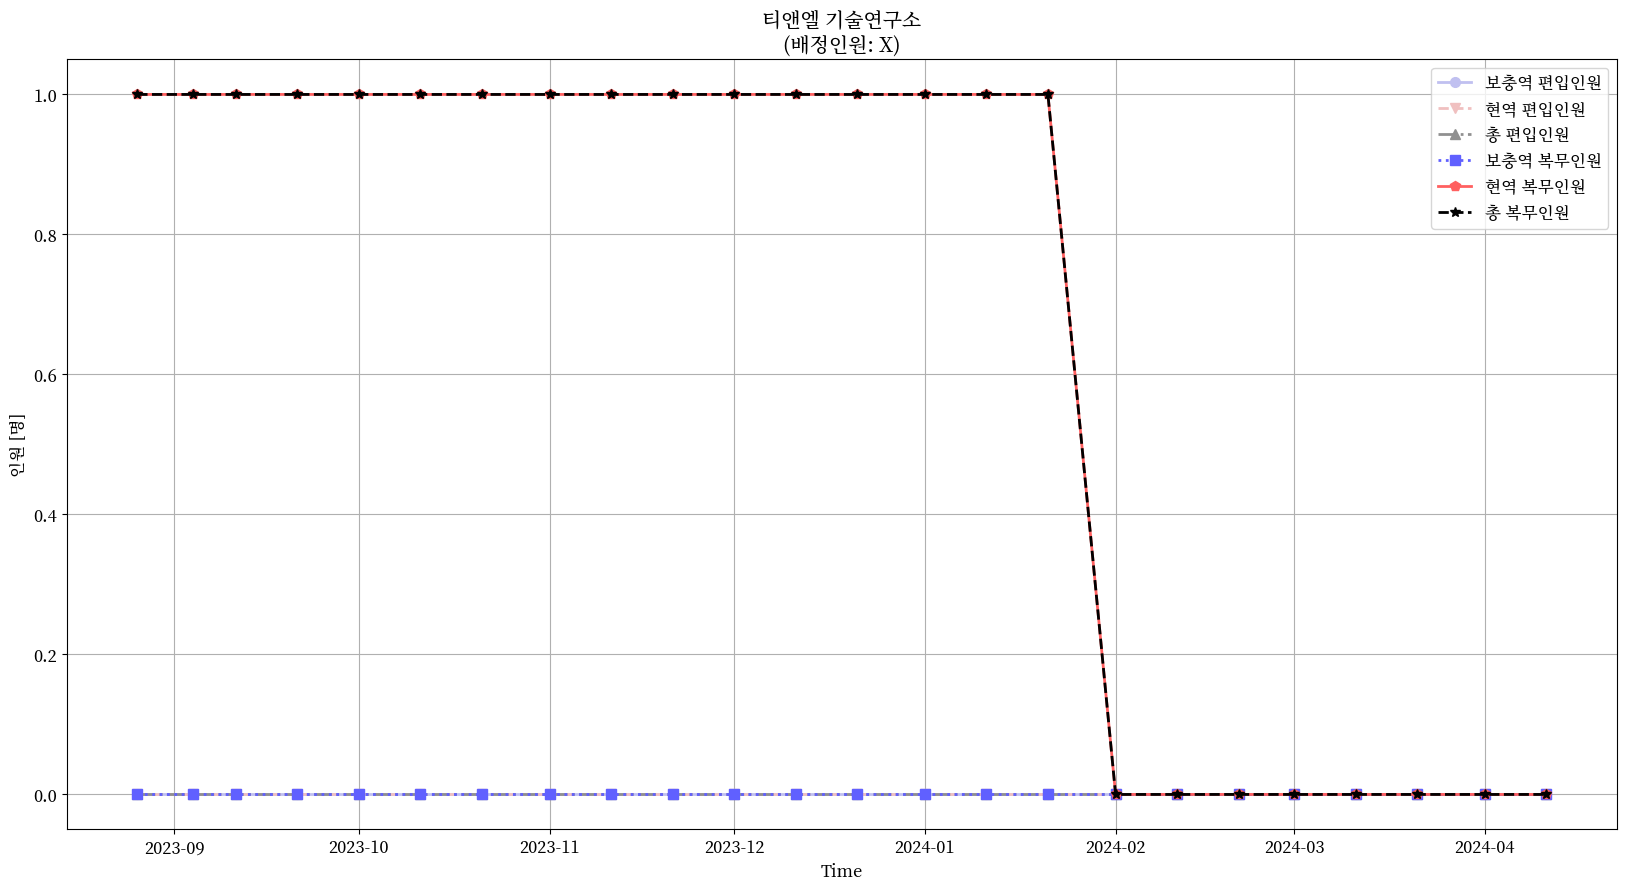 티앤엘 기술연구소
(배정인원: X)
보충역 편입인원
현역 편입인원
총 편입인원
보충역 복무인원
현역 복무인원
총 복무인원
인원 [명]
1.0
0.8
0.6
0.4
0.2
0.0
2023-09
2023-10
2023-11
2023-12
2024-01
2024-02
2024-03
2024-04
Time